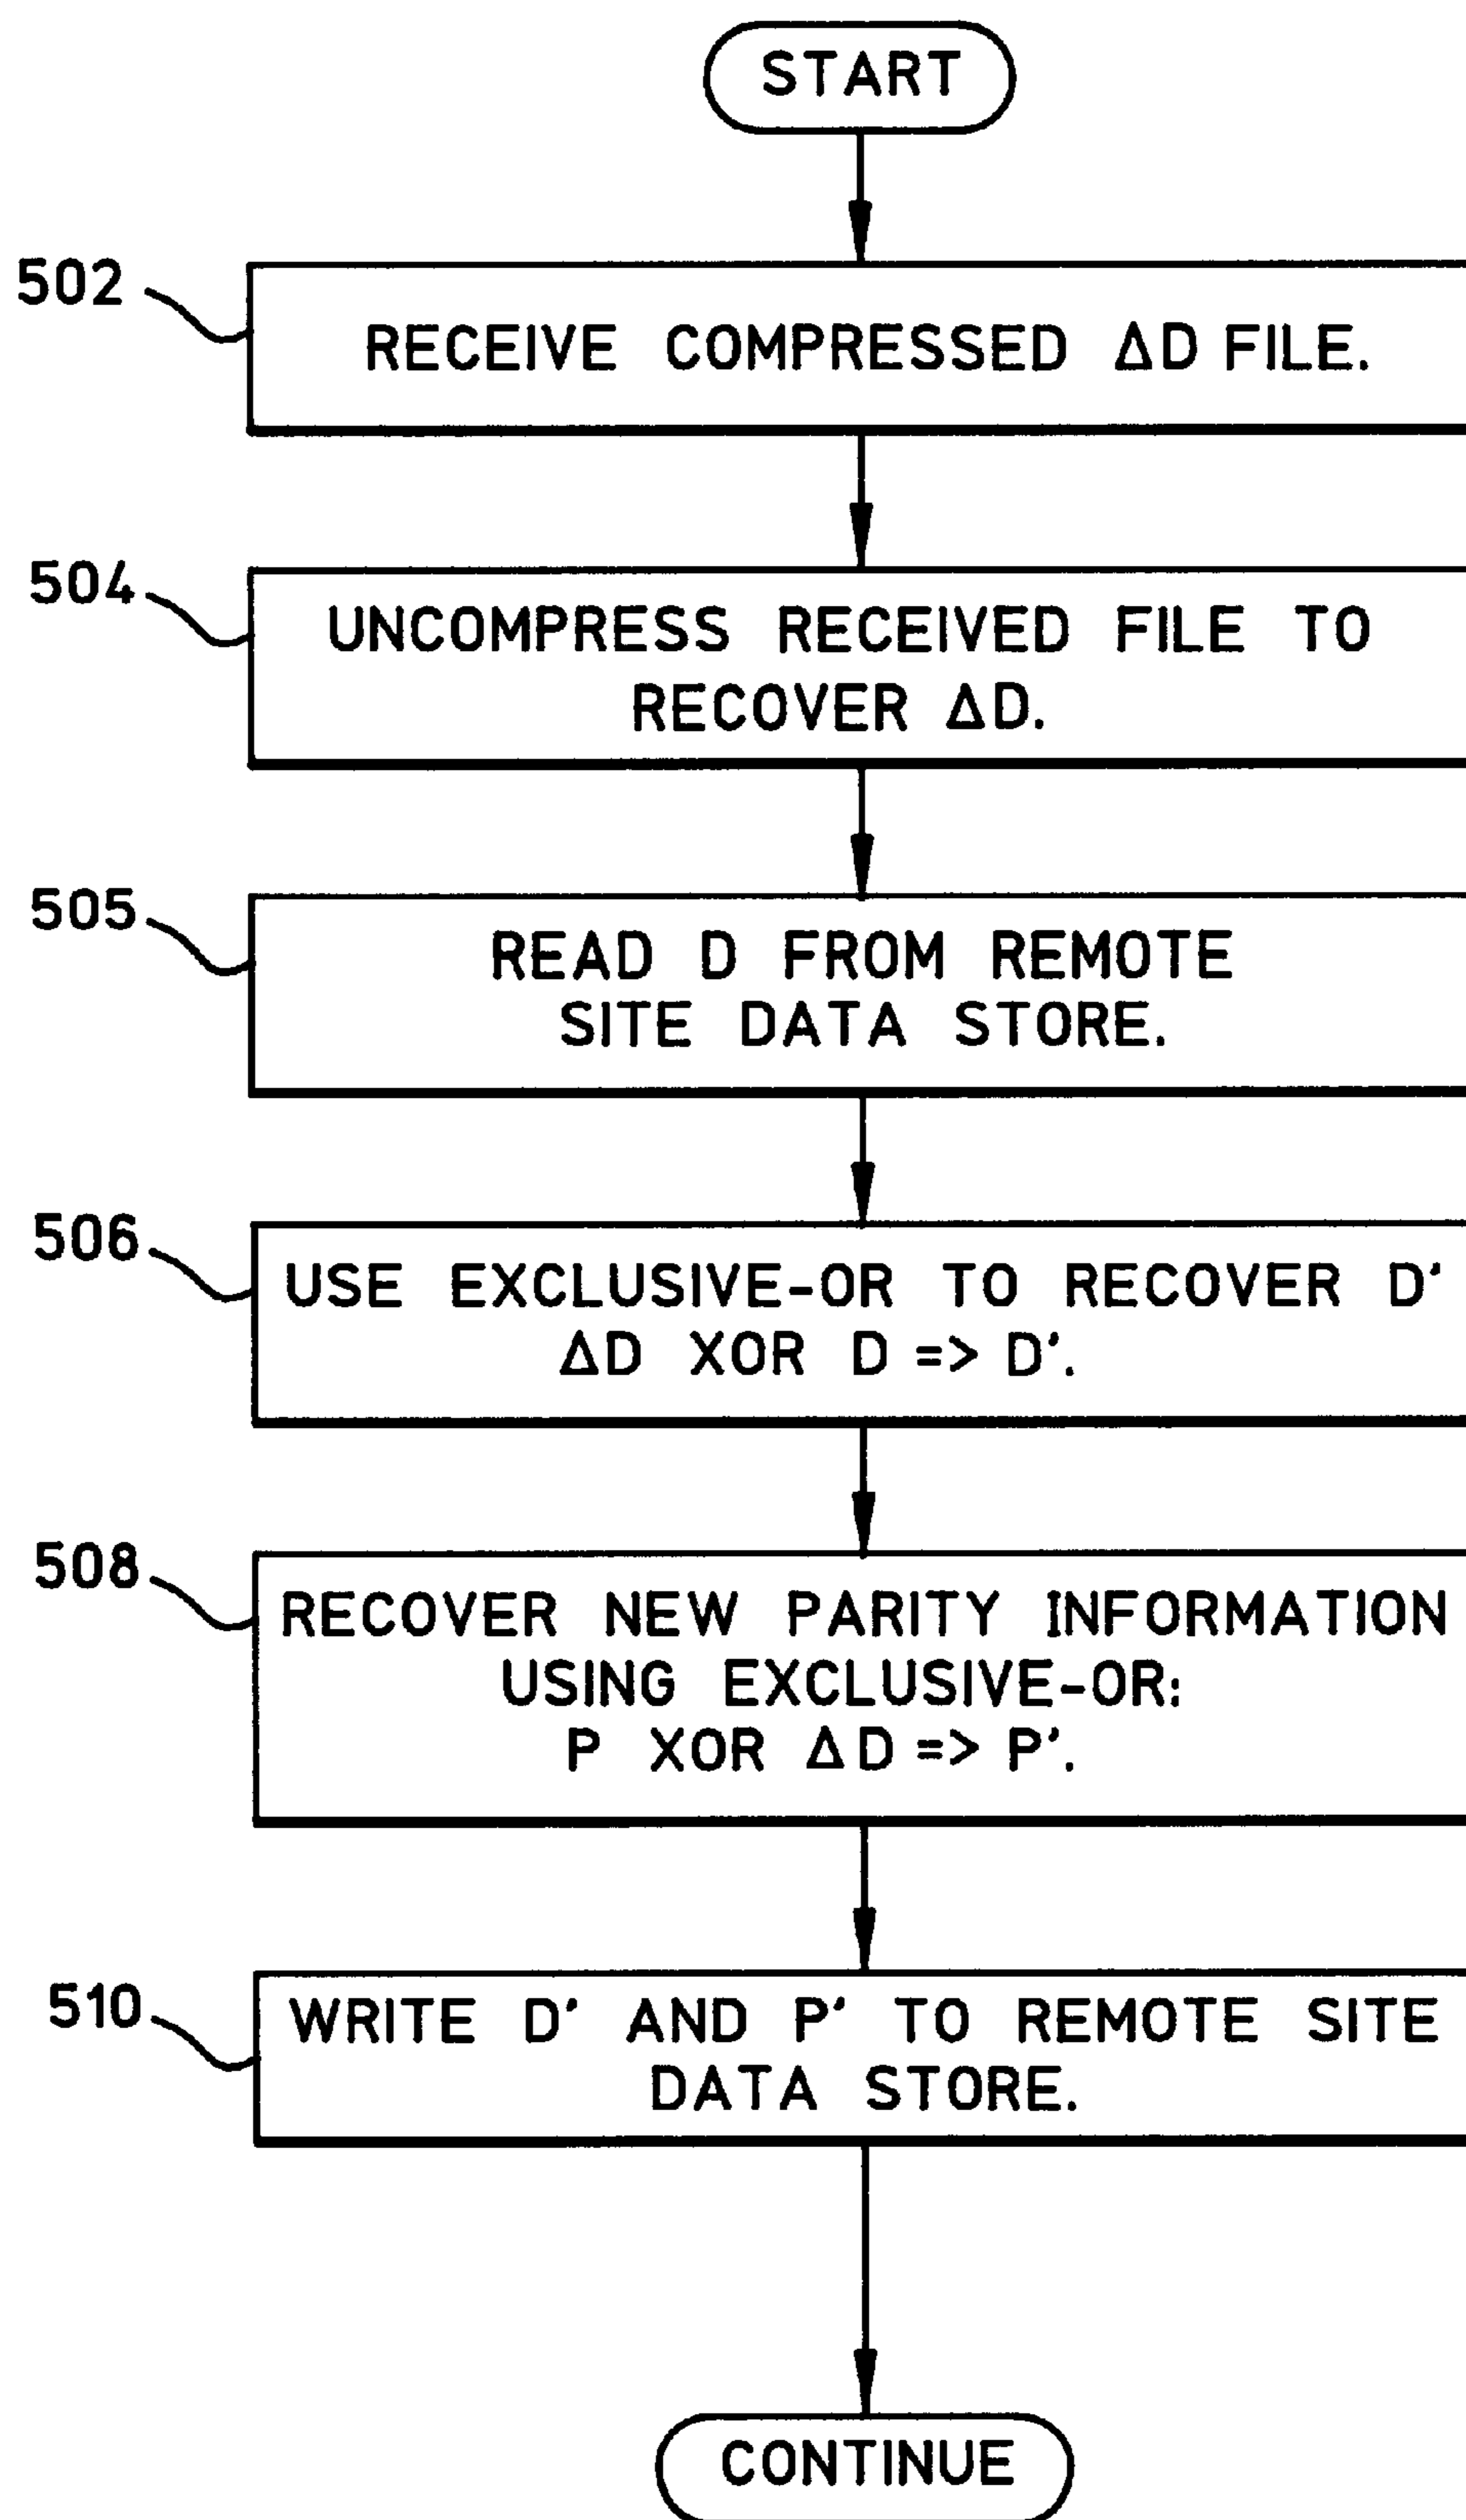 START
502
RECEIVE COMPRESSED ΔD FILE.
504
UNCOMPRESS RECEIVED FILE TO
RECOVER ΔD.
505
READ D FROM REMOTE
SITE DATA STORE.
506
USE EXCLUSIVE-OR TO RECOVER D'
ΔD XOR D => D'.
508
RECOVER NEW PARITY INFORMATION
USING EXCLUSIVE-OR:
P XOR ΔD => P'.
510
WRITE D' AND P' TO REMOTE SITE
DATA STORE.
CONTINUE